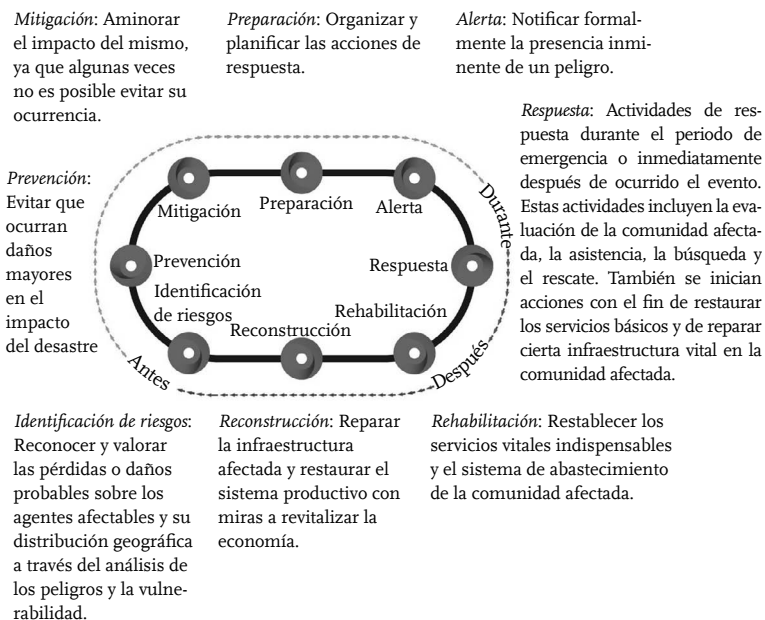 Mitigación: Aminorar
el impacto del mismo,
ya que algunas veces
no es posible evitar su
ocurrencia.
Preparación: Organizar y
planificar las acciones de
respuesta.
Alerta: Notificar formal-
mente la presencia inmi-
nente de un peligro.
Respuesta: Actividades de res-
puesta durante el periodo de
emergencia o inmediatamente
después de ocurrido el evento.
Estas actividades incluyen la eva-
luación de la comunidad afecta-
da, la asistencia, la búsqueda y
el rescate. También se inician
acciones con el fin de restaurar
los servicios básicos y de reparar
cierta infraestructura vital en la
comunidad afectada.
Prevención:
Evitar que
ocurran
daños
mayores
en el
impacto
del desastre
Mitigación
Preparación
Alerta
Durante
Prevención
Respuesta
Identificación
de riesgos
Rehabilitación
Reconstrucción
Antes
Después
Identificación de riesgos:
Reconocer y valorar
las pérdidas o daños
probables sobre los
agentes afectables y su
distribución geográfica
a través del análisis de
los peligros y la vulne-
rabilidad.
Reconstrucción: Reparar
la infraestructura
afectada y restaurar el
sistema productivo con
miras a revitalizar la
economía.
Rehabilitación: Restablecer los
servicios vitales indispensables
y el sistema de abastecimiento
de la comunidad afectada.